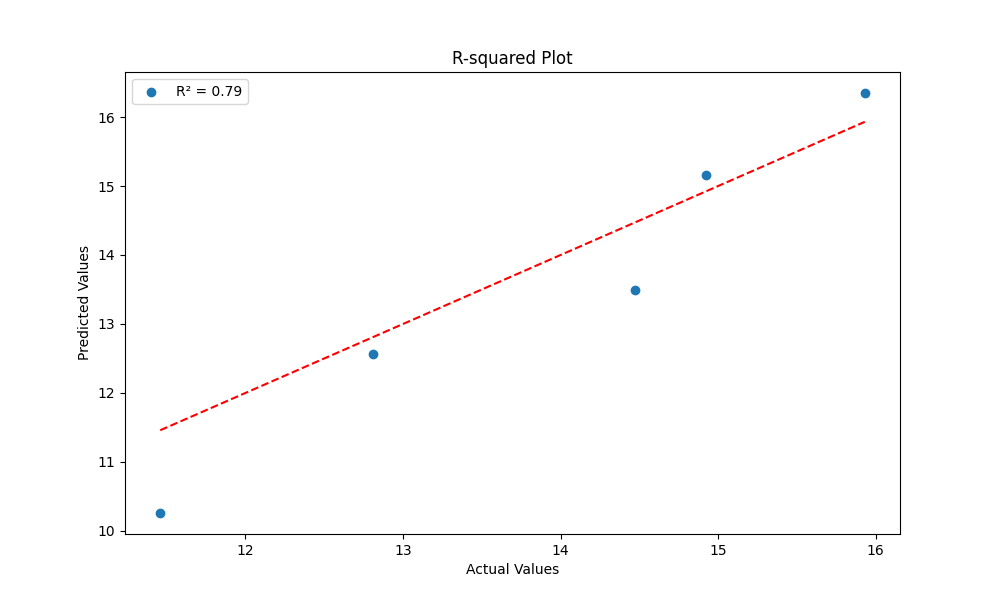 R-squared Plot
R² = 0.79
16
15
14
13
12
11
10
Predicted Values
12 13 14 15 16
Actual Values